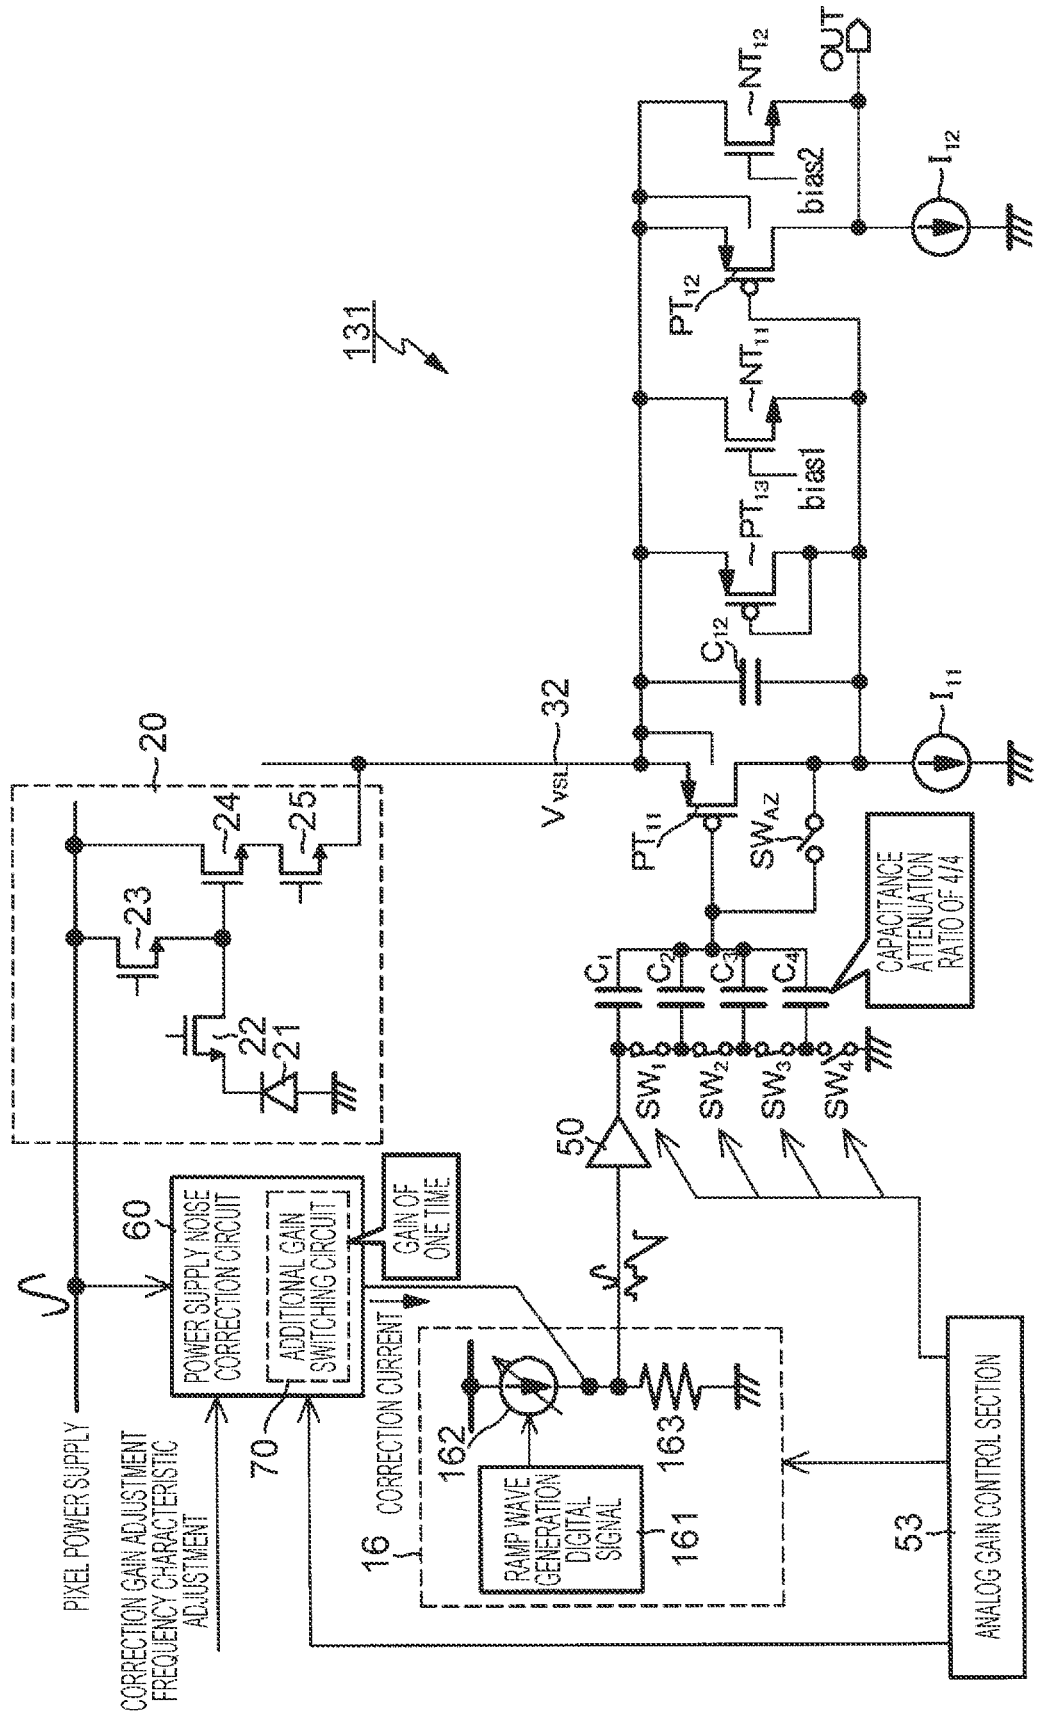 131
PIXEL POWER SUPPLY
CORRECTION GAIN ADJUSTMENT
FREQUENCY CHARACTERISTIC
ADJUSTMENT
60
POWER SUPPLY NOISE
CORRECTION CIRCUIT
70
ADDITIONAL GAIN
SWITCHING CIRCUIT
GAIN OF
ONE TIME
CORRECTION CURRENT
20
21
22
23
24
25
VVSL
32
16
162
RAMP WAVE
GENERATION
DIGITAL
SIGNAL
161
163
50
SW1
SW2
SW3
SW4
C1
C2
C3
C4
CAPACITANCE
ATTENUATION
RATIO OF 4/4
PT11
SWAZ
C12
PT13
NT11
bias1
PT12
NT12
bias2
OUT
I11
I12
53
ANALOG GAIN CONTROL SECTION